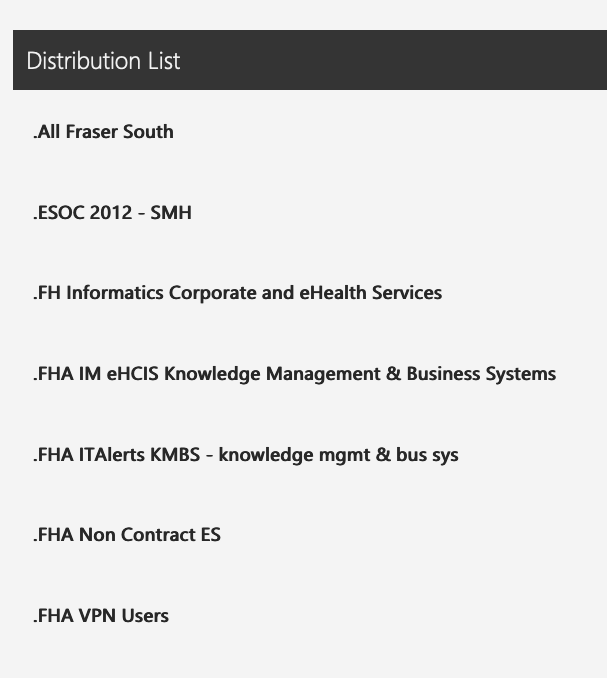 Distribution List
.All Fraser South
.ESOC 2012 - SMH
.FH Informatics Corporate and eHealth Services
.FHA IM eHCIS Knowledge Management & Business Systems
.FHA ITAlerts KMBS - knowledge mgmt & bus sys
.FHA Non Contract ES
.FHA VPN Users